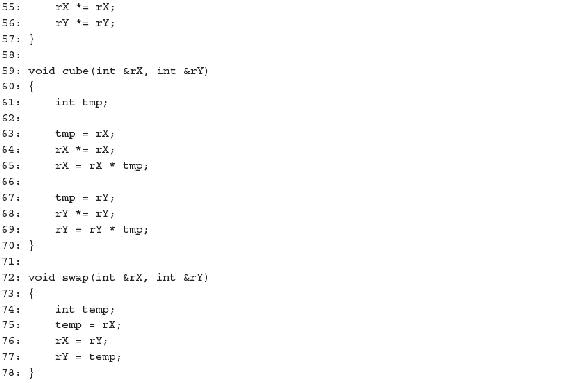 55:     rX *= rX;
56:     rY *= rY;
57: }
58:
59: void cube(int &rX, int &rY)
60: {
61:     int tmp;
62:
63:     tmp = rX;
64:     rX *= rX;
65:     rX = rX * tmp;
66:
67:     tmp = rY;
68:     rY *= rY;
69:     rY = rY * tmp;
70: }
71:
72: void swap(int &rX, int &rY)
73: {
74:     int temp;
75:     temp = rX;
76:     rX = rY;
77:     rY = temp;
78: }